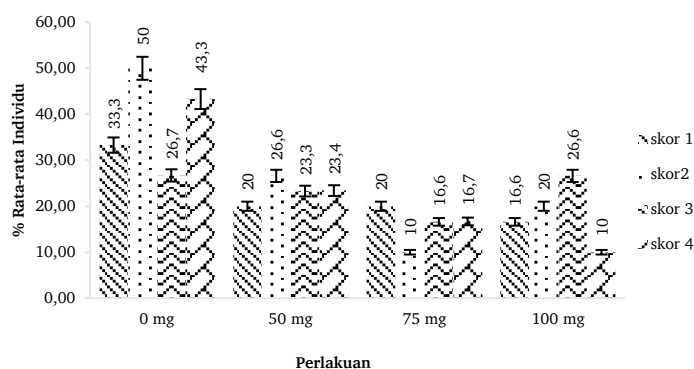 60,00
50,00
40,00
30,00
20,00
10,00
0,00
% Rata-rata Individu
33,3
50
26,7
43,3
20
26,6
23,3
23,4
20
10
16,6
16,7
16,6
20
26,6
10
0 mg
50 mg
75 mg
100 mg
Perlakuan
skor 1
skor2
skor 3
skor 4